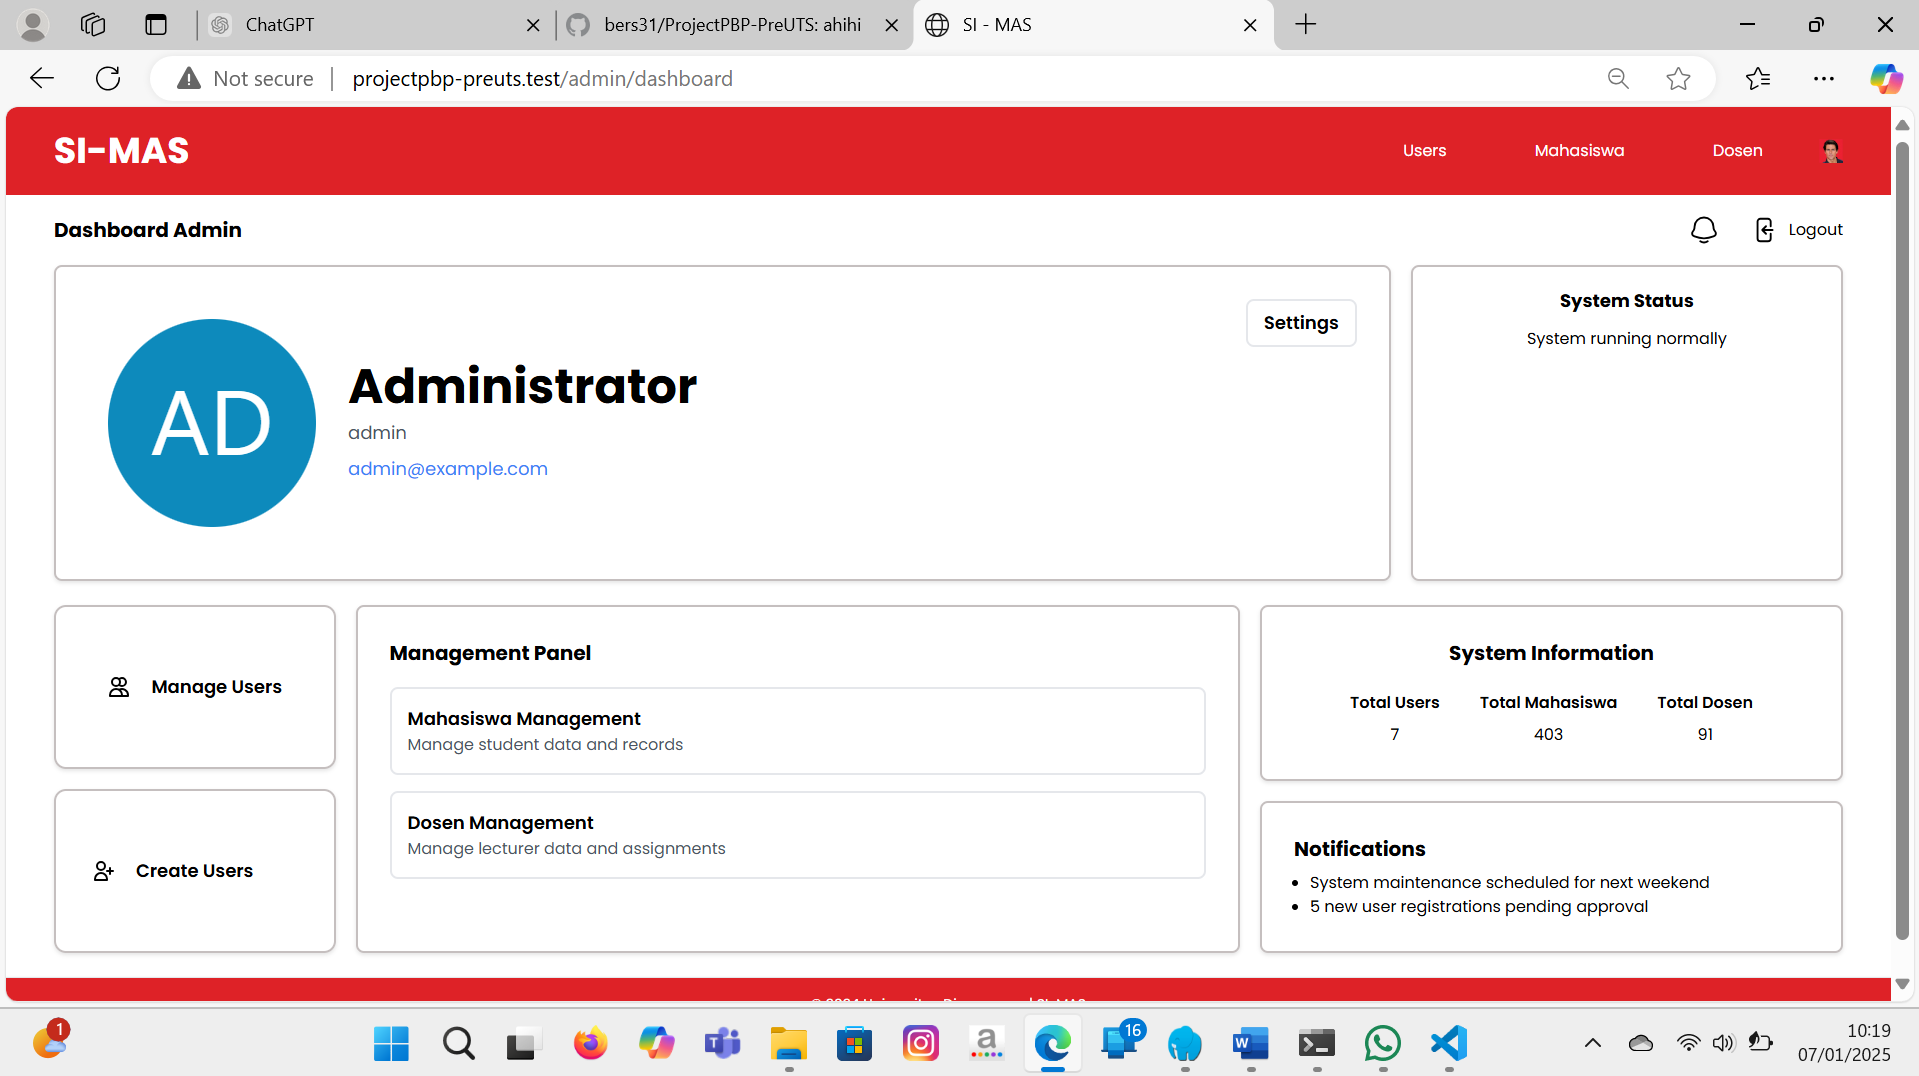 ChatGPT
bers31/ProjectPBP-PreUTS: ahihi
SI - MAS
Not secure
projectpbp-preuts.test/admin/dashboard
SI-MAS
Users
Mahasiswa
Dosen
Dashboard Admin
Logout
AD
Administrator
admin
admin@example.com
Settings
System Status
System running normally
Manage Users
Create Users
Management Panel
Mahasiswa Management
Manage student data and records
Dosen Management
Manage lecturer data and assignments
System Information
Total Users Total Mahasiswa Total Dosen
7 403 91
Notifications
• System maintenance scheduled for next weekend
• 5 new user registrations pending approval
1
16
10:19
07/01/2025